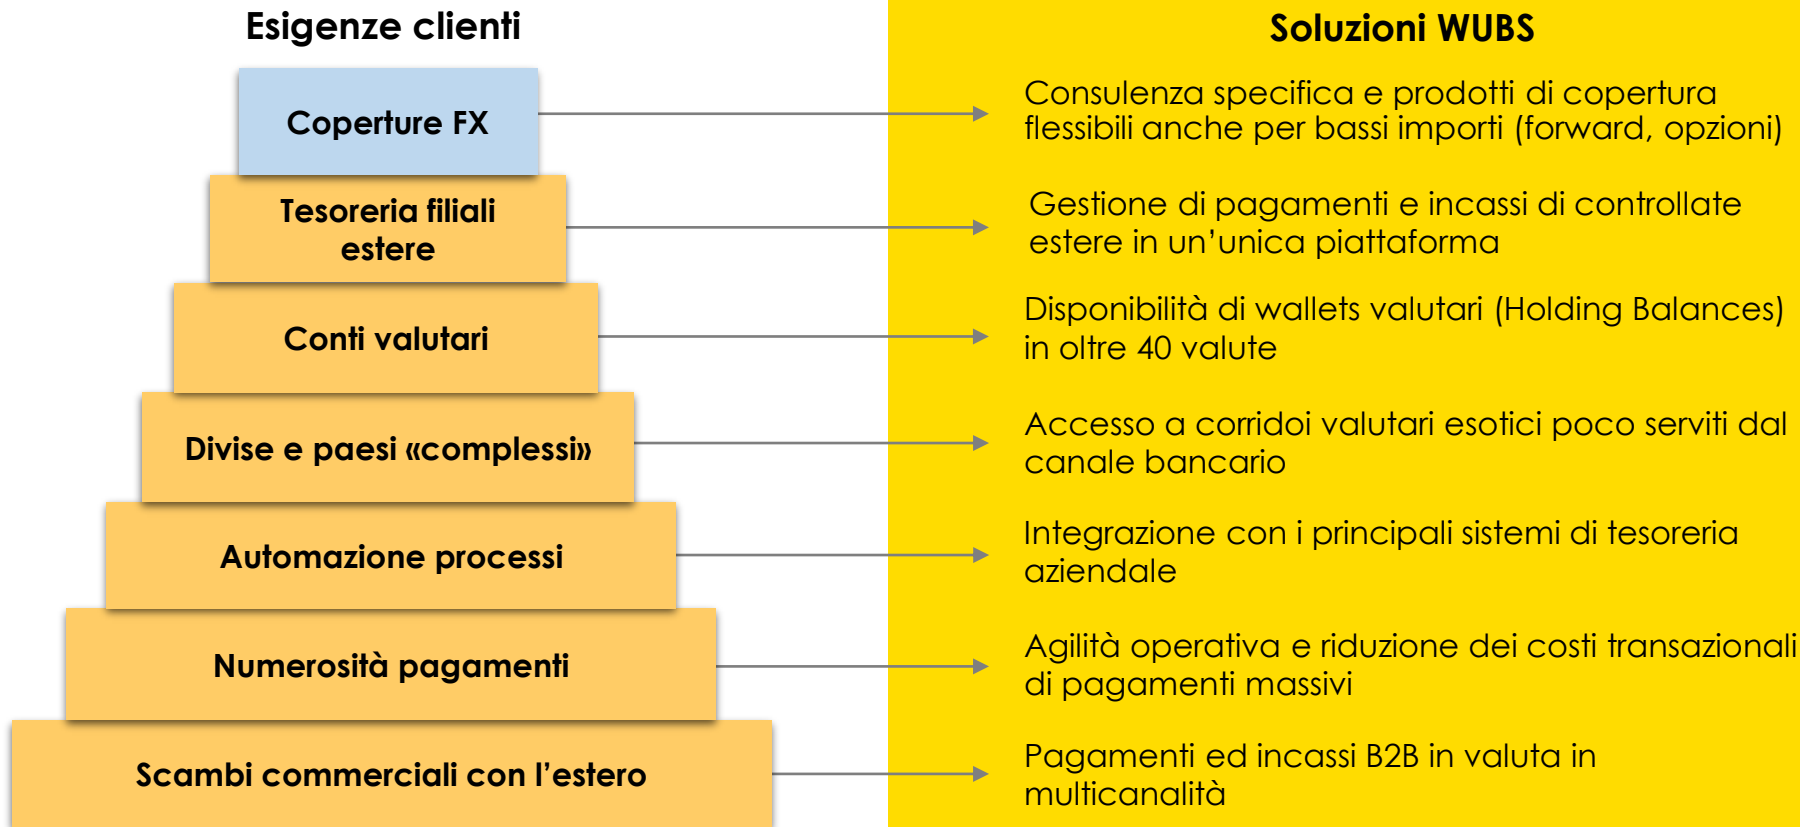 Esigenze clienti
Soluzioni WUBS
Coperture FX
Consulenza specifica e prodotti di copertura
flessibili anche per bassi importi (forward, opzioni)
Tesoreria filiali
estere
Gestione di pagamenti e incassi di controllate
estere in un’unica piattaforma
Conti valutari
Disponibilità di wallets valutari (Holding Balances)
in oltre 40 valute
Divise e paesi «complessi»
Accesso a corridoi valutari esotici poco serviti dal
canale bancario
Automazione processi
Integrazione con i principali sistemi di tesoreria
aziendale
Numerosità pagamenti
Agilità operativa e riduzione dei costi transazionali
di pagamenti massivi
Scambi commerciali con l’estero
Pagamenti ed incassi B2B in valuta in
multicanalità